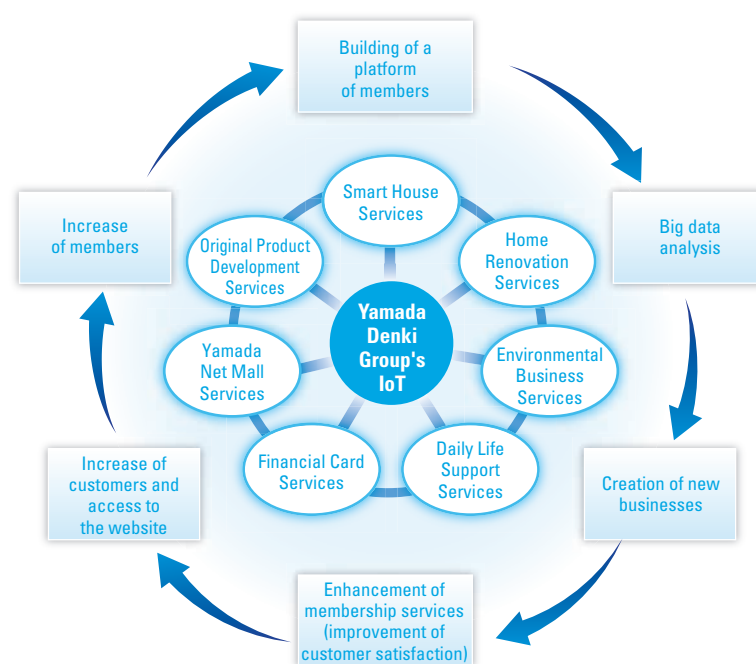 Building of a
platform
of members
Big data
analysis
Creation of new
businesses
Enhancement of
membership services
(improvement of
customer satisfaction)
Increase of
customers and
access to
the website
Increase
of members
Smart House
Services
Home
Renovation
Services
Environmental
Business
Services
Daily Life
Support
Services
Financial Card
Services
Yamada
Net Mall
Services
Original Product
Development
Services
Yamada
Denki
Group's
IoT